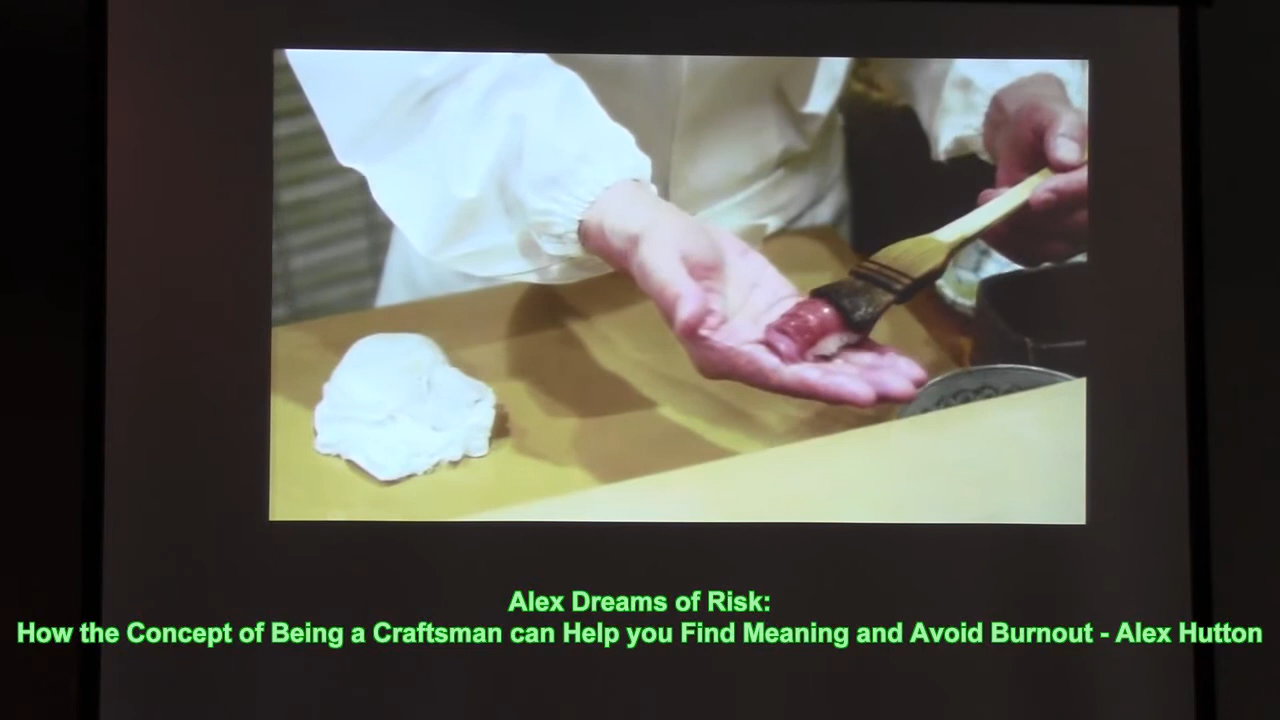 Alex Dreams of Risk:
How the Concept of Being a Craftsman can Help you Find Meaning and Avoid Burnout - Alex Hutton